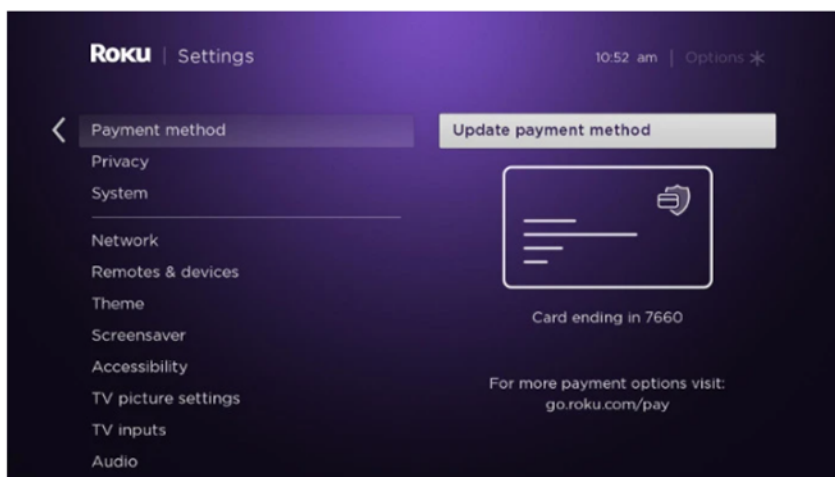 Roku | Settings
10:52 am | Options
Payment method
Privacy
System
Network
Remotes & devices
Theme
Screensaver
Accessibility
TV picture settings
TV inputs
Audio
Update payment method
Card ending in 7660
For more payment options visit:
go.roku.com/pay